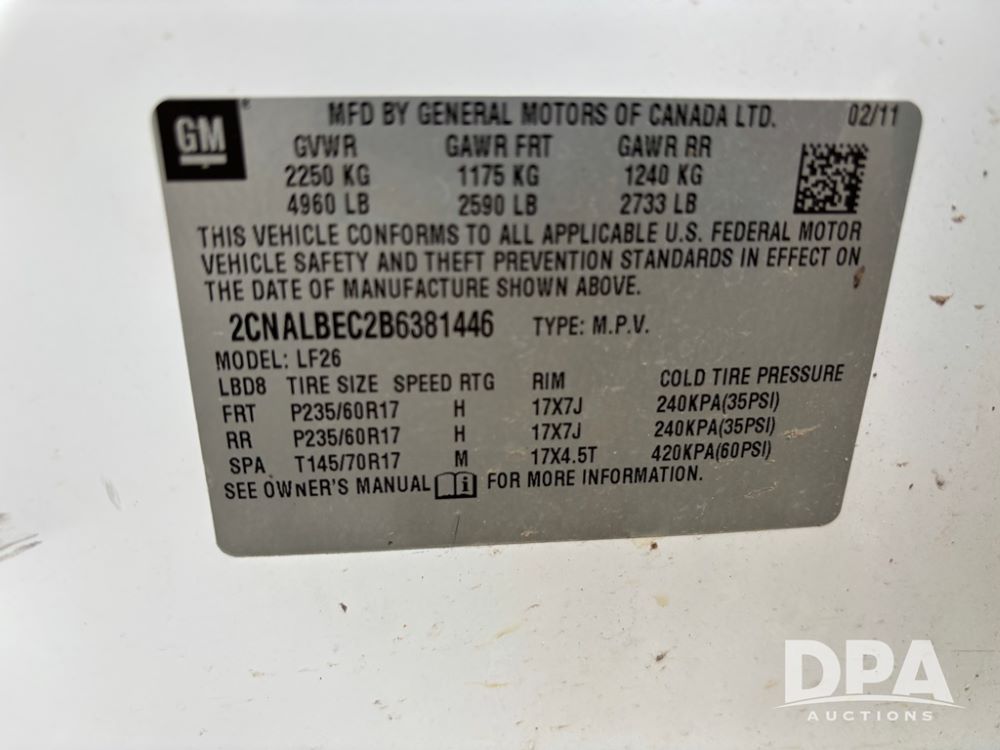 GM ® MFD BY GENERAL MOTORS OF CANADA LTD. 02/11
GVWR GAWR FRT GAWR RR
2250 KG 1175 KG 1240 KG
4960 LB 2590 LB 2733 LB
THIS VEHICLE CONFORMS TO ALL APPLICABLE U.S. FEDERAL MOTOR
VEHICLE SAFETY AND THEFT PREVENTION STANDARDS IN EFFECT ON
THE DATE OF MANUFACTURE SHOWN ABOVE.
2CNALBEC2B6381446 TYPE: M.P.V.
MODEL: LF26
LBD8 TIRE SIZE SPEED RTG RIM COLD TIRE PRESSURE
FRT P235/60R17 H 17X7J 240KPA(35PSI)
RR P235/60R17 H 17X7J 240KPA(35PSI)
SPA T145/70R17 M 17X4.5T 420KPA(60PSI)
SEE OWNER'S MANUAL i FOR MORE INFORMATION.
DPA
AUCTIONS